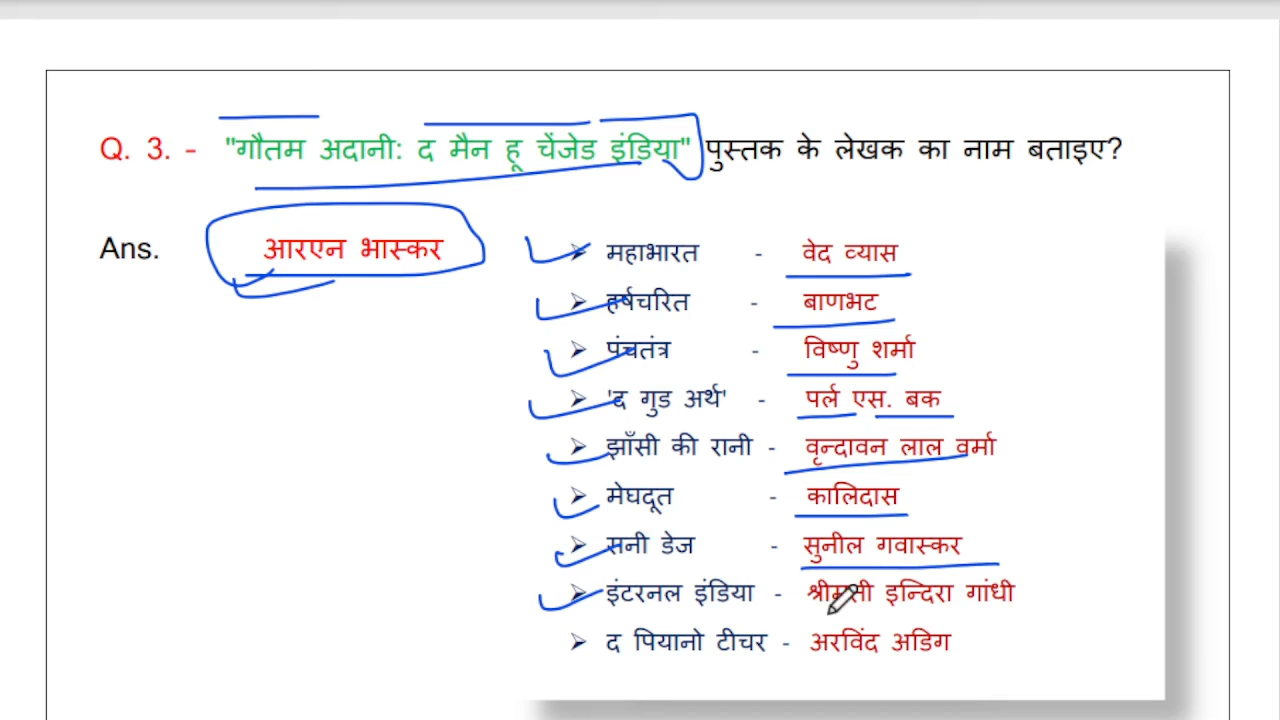 Q. 3. - "गौतम अदानी: द मैन हू चेंजेड इंडिया" पुस्तक के लेखक का नाम बताइए?
Ans. आरएन भास्कर
महाभारत - वेद व्यास
हर्षचरित - बाणभट
पंचतंत्र - विष्णु शर्मा
'द गुड अर्थ' - पर्ल एस. बक
झाँसी की रानी - वृन्दावन लाल वर्मा
मेघदूत - कालिदास
सनी डेज - सुनील गवास्कर
इंटरनल इंडिया - श्रीमती इन्दिरा गांधी
द पियानो टीचर - अरविंद अडिग